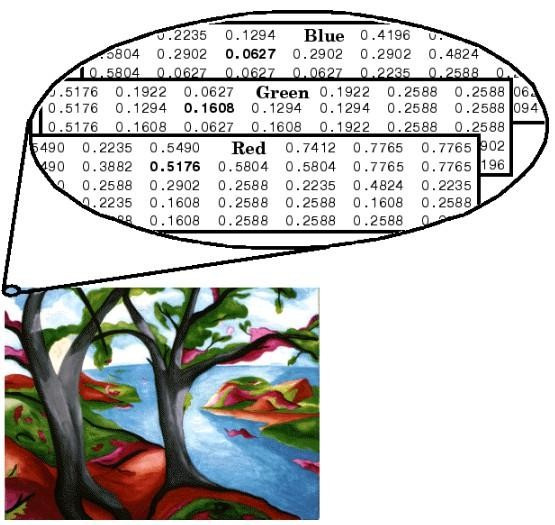 0.2235 0.1294 Blue 0.4196
0.2902 0.0627 0.2902 0.2902 0.4824
0.5804 0.0627 0.0627 0.0627 0.2235 0.2588
0.5176 0.1922 0.0627 Green 0.1922 0.2588 0.2588
0.5176 0.1294 0.1608 0.1294 0.1294 0.2588 0.2588
0.5176 0.1608 0.0627 0.1608 0.1922 0.2588 0.2588
0.2235 0.5490 Red 0.7412 0.7765 0.7765
0.3882 0.5176 0.5804 0.5804 0.7765 0.7765
0.2588 0.2902 0.2588 0.2235 0.4824 0.2235
0.2235 0.1608 0.2588 0.2588 0.1608 0.2588
0.1608 0.2588 0.2588 0.2588